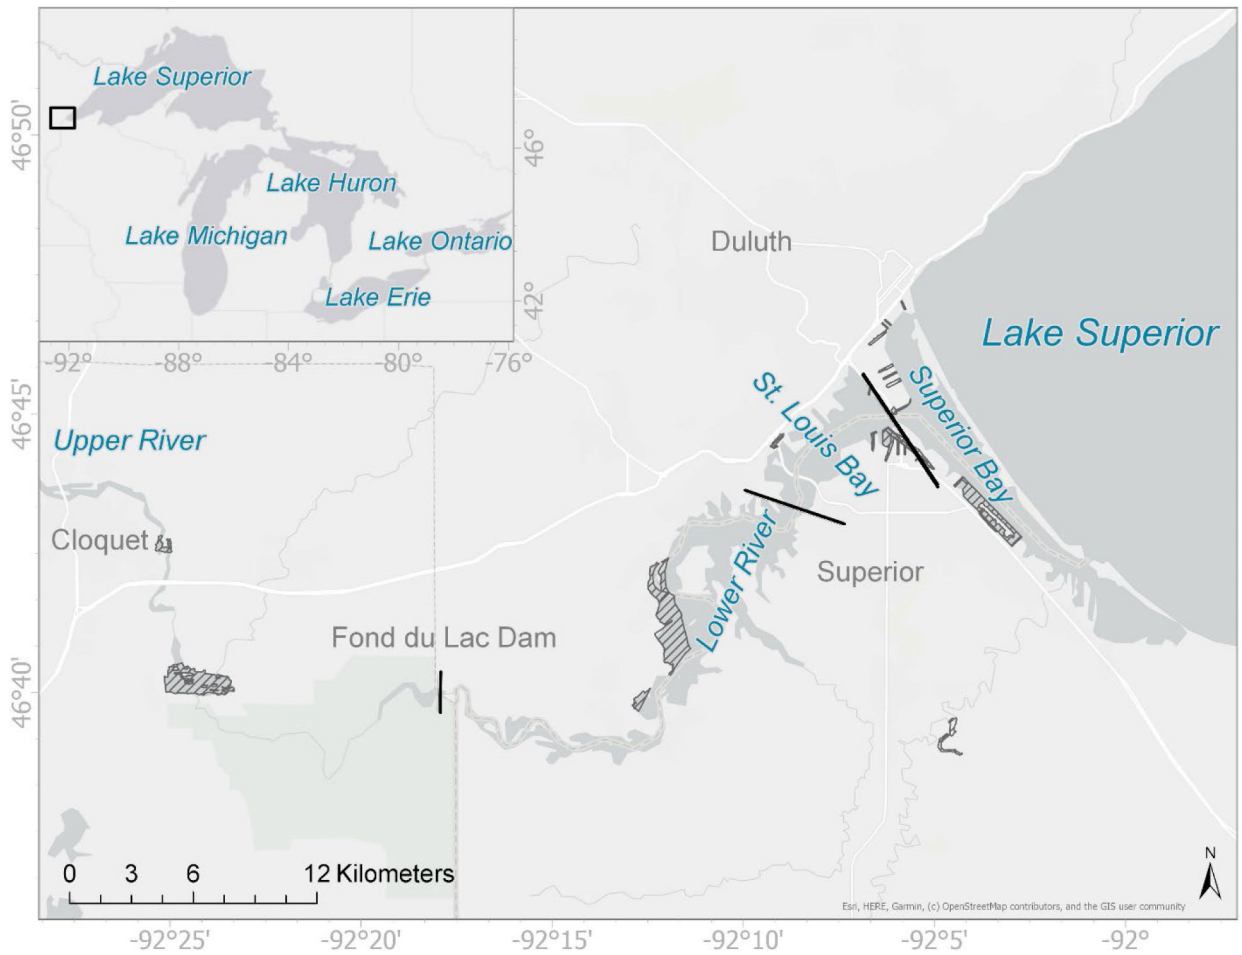 Lake Superior
Lake Huron
Lake Michigan
Lake Ontario
Lake Erie
46°
42°
-92°
-88°
-84°
-80°
-76°
46°50'
46°45'
46°40'
Duluth
Lake Superior
Superior Bay
St. Louis Bay
Upper River
Cloquet
Lower River
Superior
Fond du Lac Dam
0 3 6 12 Kilometers
N
Esri, HERE, Garmin, (c) OpenStreetMap contributors, and the GIS user community
-92°25'
-92°20'
-92°15'
-92°10'
-92°5'
-92°